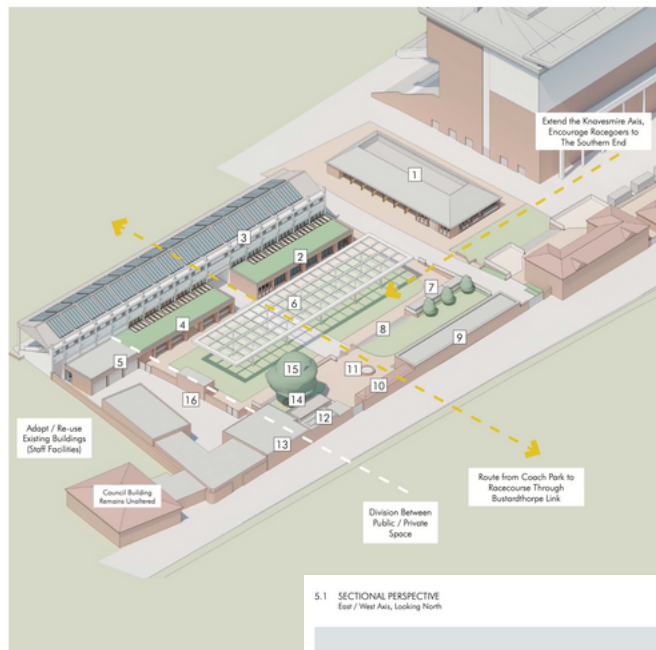 Extend the Knavesmire Axis,
Encourage Racegoers to
The Southern End
1
3
2
7
6
4
8
9
5
11
15
10
14
16
12
13
Adapt / Re-use
Existing Buildings
(Staff Facilities)
Council Building
Remains Unaltered
Route from Coach Park to
Racecourse Through
Bustardthorpe Link
Division Between
Public / Private
Space
5.1 SECTIONAL PERSPECTIVE
East / West Axis, Looking North